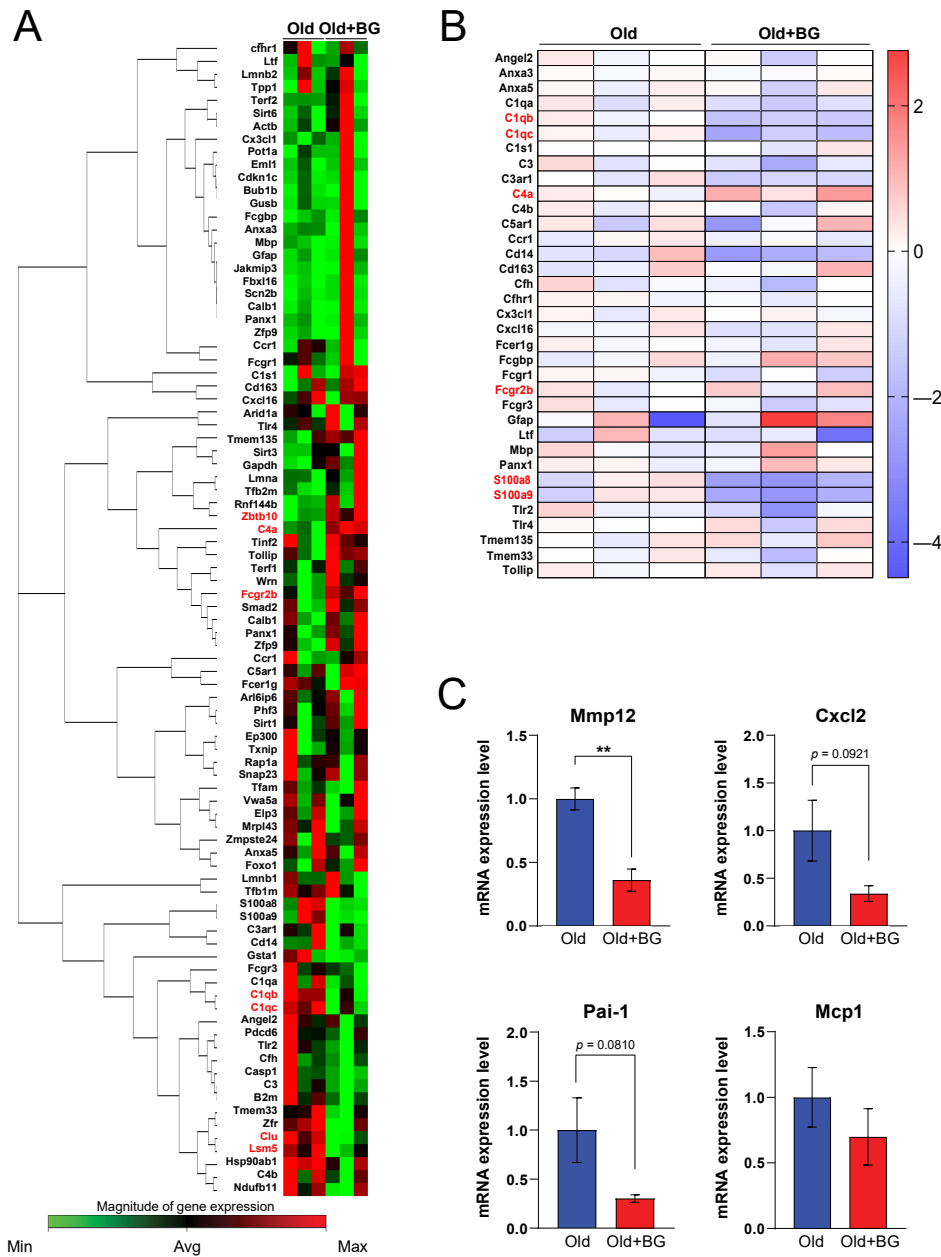 A
Old Old+BG
cfhr1
Ltf
Lmnb2
Tpp1
Terf2
Sirt6
Actb
Cx3cl1
Pot1a
Eml1
Cdkn1c
Bub1b
Gusb
Fcgbp
Anxa3
Mbp
Gfap
Jakmip3
Fbxl16
Scn2b
Calb1
Panx1
Zfp9
Ccr1
Fcgr1
C1s1
Cd163
Cxcl16
Arid1a
Tlr4
Tmem135
Sirt3
Gapdh
Lmna
Tfb2m
Rnf144b
Zbtb10
C4a
Tinf2
Tollip
Terf1
Wrn
Fcgr2b
Smad2
Calb1
Panx1
Zfp9
Ccr1
C5ar1
Fcer1g
Arl6ip6
Phf3
Sirt1
Ep300
Txnip
Rap1a
Snap23
Tfam
Vwa5a
Elp3
Mrpl43
Zmpste24
Anxa5
Foxo1
Lmnb1
Tfb1m
S100a8
S100a9
C3ar1
Cd14
Gsta1
Fcgr3
C1qa
C1qb
C1qc
Angel2
Pdcd6
Tlr2
Cfh
Casp1
C3
B2m
Tmem33
Zfr
Clu
Lsm5
Hsp90ab1
C4b
Ndufb11
Magnitude of gene expression
Min Avg Max
B
Old Old+BG
Angel2
Anxa3
Anxa5
C1qa
C1qb
C1qc
C1s1
C3
C3ar1
C4a
C4b
C5ar1
Ccr1
Cd14
Cd163
Cfh
Cfhr1
Cx3cl1
Cxcl16
Fcer1g
Fcgbp
Fcgr1
Fcgr2b
Fcgr3
Gfap
Ltf
Mbp
Panx1
S100a8
S100a9
Tlr2
Tlr4
Tmem135
Tmem33
Tollip
2
0
—2
—4
C
Mmp12
mRNA expression level
1.5
1.0
0.5
0.0
**
Old Old+BG
Cxcl2
mRNA expression level
2.0
1.5
1.0
0.5
0.0
p = 0.0921
Old Old+BG
Pai-1
mRNA expression level
2.0
1.5
1.0
0.5
0.0
p = 0.0810
Old Old+BG
Mcp1
mRNA expression level
1.5
1.0
0.5
0.0
Old Old+BG